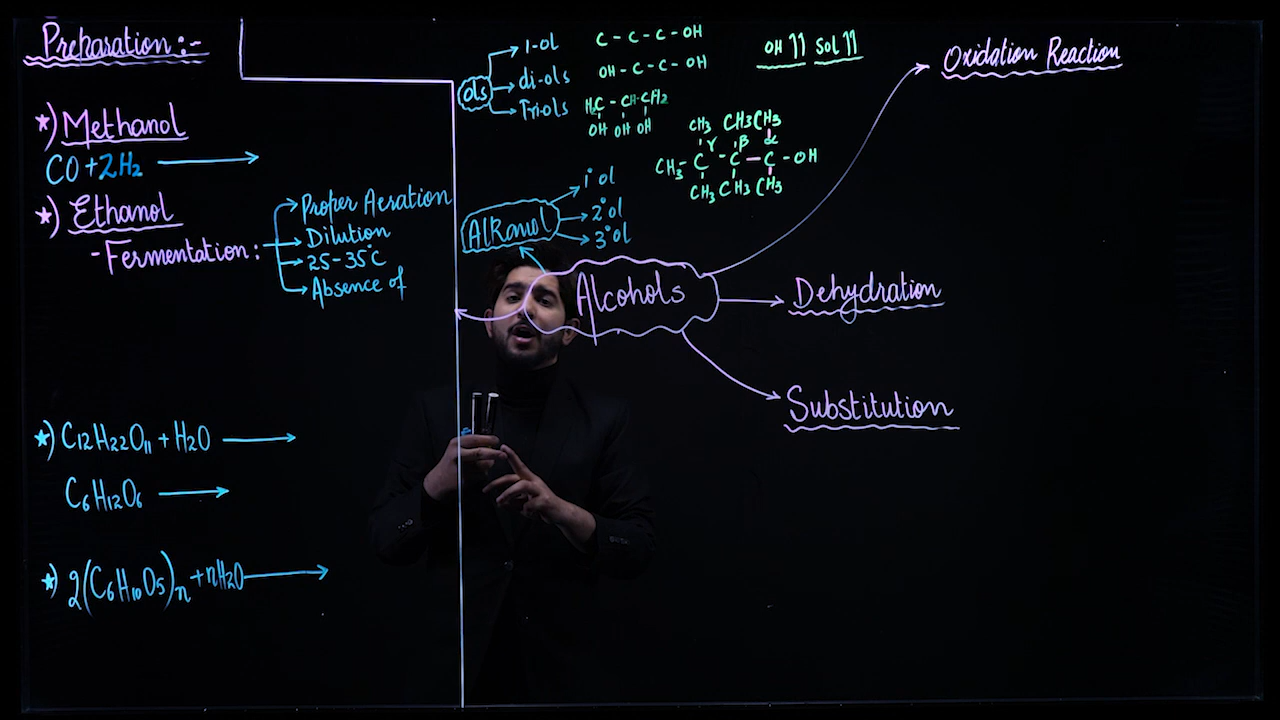 Preparation:-
*) Methanol
CO + 2H₂ ⟶
*) Ethanol
- Fermentation:
Proper Aeration
Dilution
25-35°C
Absence of
*) C₁₂H₂₂O₁₁ + H₂O ⟶
C₆H₁₂O₆ ⟶
*) 2(C₆H₁₀O₅)n + nH₂O ⟶
ols
1-ol
di-ols
Tri-ols
C - C - C - OH
OH - C - C - OH
H₂C - CH - CH₂
OH OH OH
OH ↑↑ Sol ↑↑
CH₃ CH₃ CH₃
γ β α
CH₃ - C - C - C - OH
CH₃ CH₃ CH₃
Alkanol
1° ol
2° ol
3° ol
Alcohols
Oxidation Reaction
Dehydration
Substitution